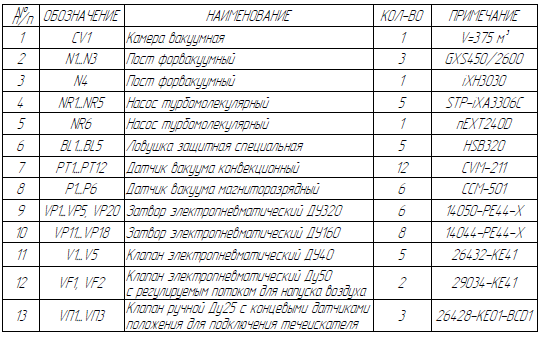 № п/п ОБОЗНАЧЕНИЕ НАИМЕНОВАНИЕ КОЛ-ВО ПРИМЕЧАНИЕ
1 CV1 Камера вакуумная 1 V=375 м³
2 N1...N3 Пост форвакуумный 3 GXS450/2600
3 N4 Пост форвакуумный 1 iXH3030
4 NR1...NR5 Насос турбомолекулярный 5 STP-iXA3306C
5 NR6 Насос турбомолекулярный 1 nEXT240D
6 BL1...BL5 Ловушка защитная специальная 5 HSB320
7 PT1...PT12 Датчик вакуума конвекционный 12 CVM-211
8 P1...P6 Датчик вакуума магниторазрядный 6 CCM-501
9 VP1...VP5, VP20 Затвор электропневматический ДУ320 6 14050-PE44-X
10 VP11...VP18 Затвор электропневматический ДУ160 8 14044-PE44-X
11 V1...V5 Клапан электропневматический ДУ40 5 26432-KE41
12 VF1, VF2 Клапан электропневматический Ду50 2 29034-KE41
с регулируемым потоком для напуска воздуха
13 VП1...VП3 Клапан ручной Ду25 с концевыми датчиками 3 26428-KE01-BCD1
положения для подключения течеискателя